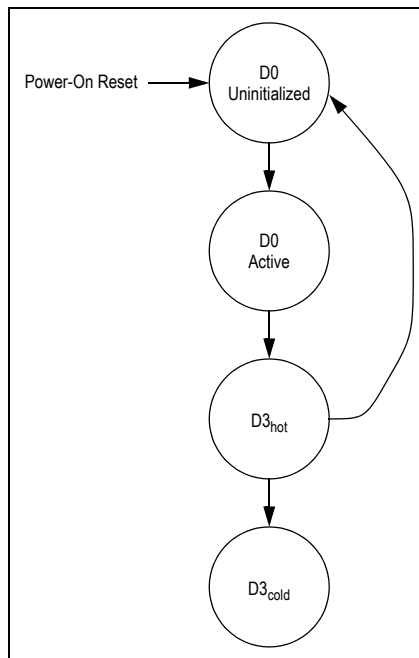 D0
Power-On Reset
Uninitialized
D0
Active
D3hot
D3cold